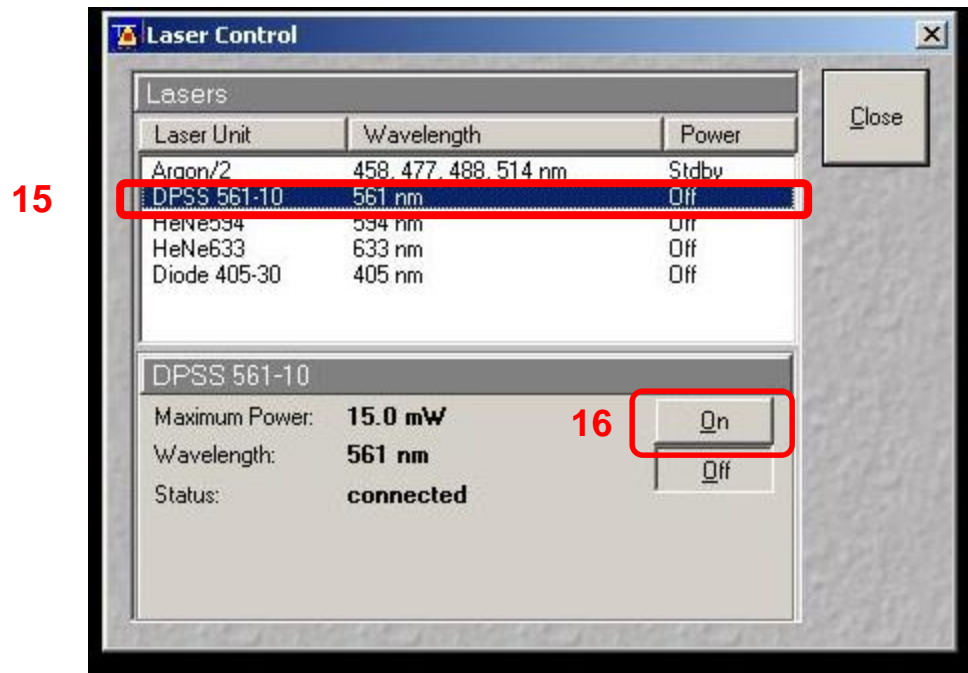 Laser Control
Close
Lasers
Laser Unit Wavelength Power
Argon/2 458, 477, 488, 514 nm Stdby
15
DPSS 561-10 561 nm Off
HeNe594 594 nm Off
HeNe633 633 nm Off
Diode 405-30 405 nm Off
DPSS 561-10
Maximum Power: 15.0 mW 16 On
Wavelength: 561 nm
Off
Status: connected